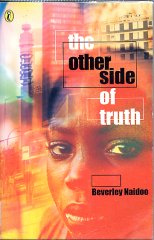 the
other
side
of
truth
Beverley Naidoo